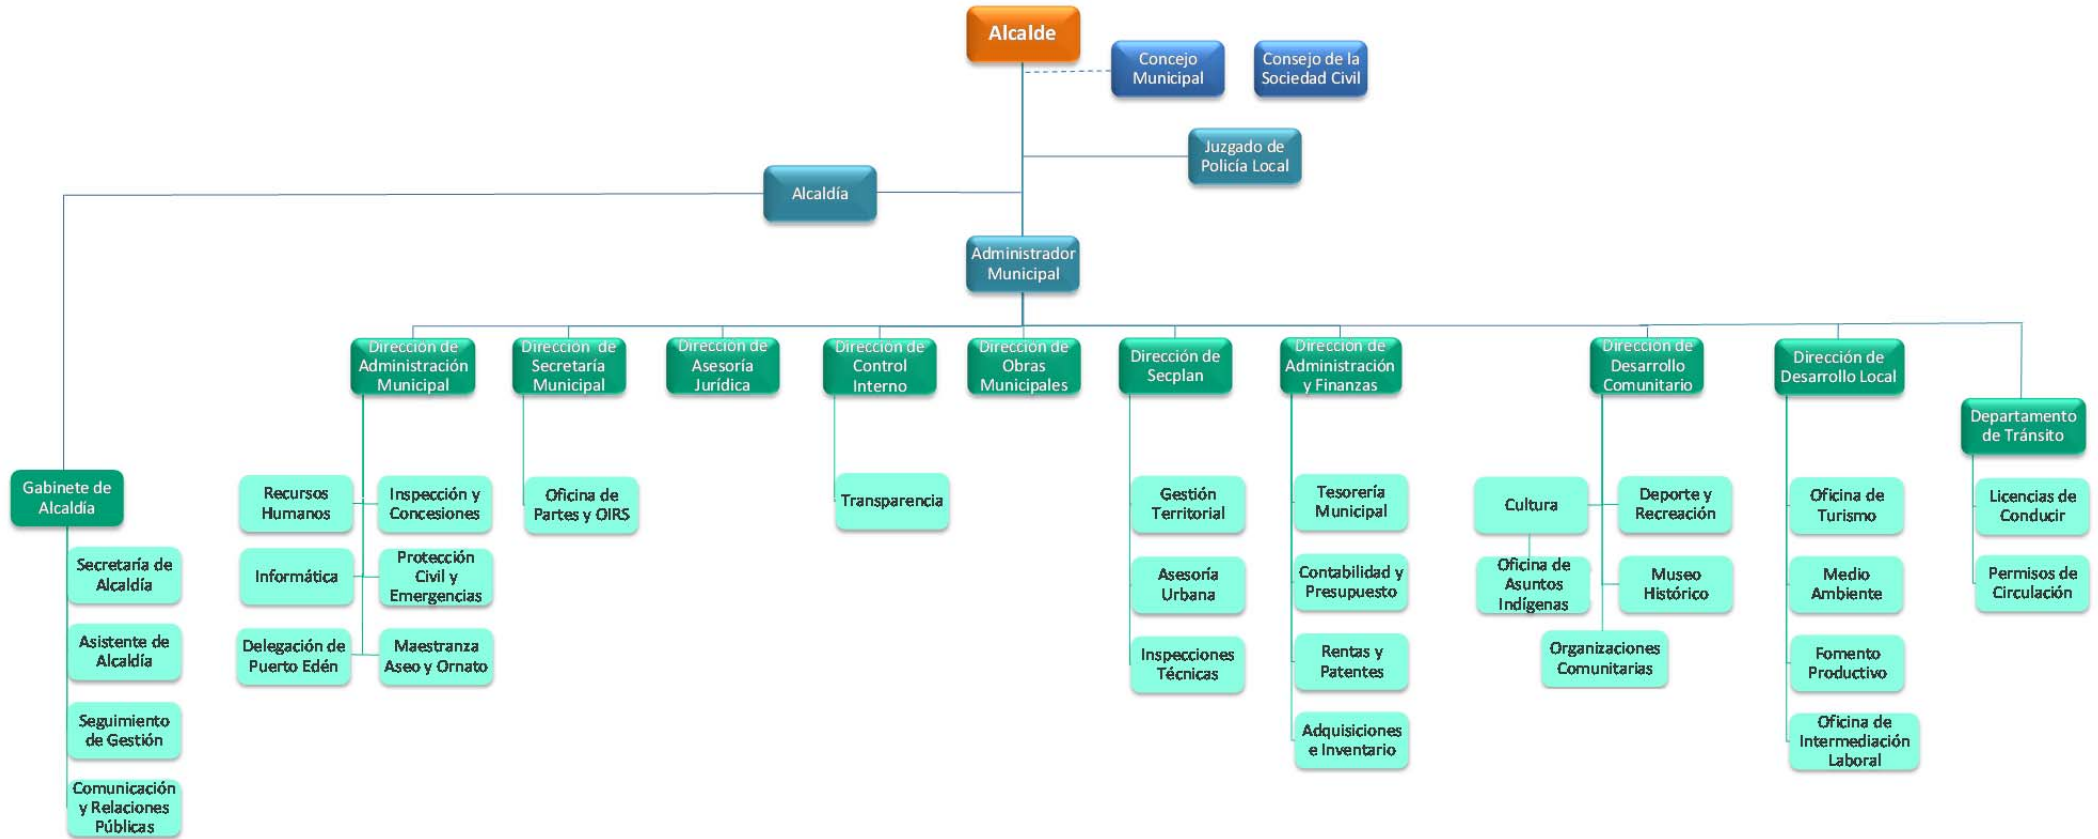 Alcalde
Concejo
Municipal
Consejo de la
Sociedad Civil
Juzgado de
Policía Local
Alcaldía
Administrador
Municipal
Dirección de
Administración
Municipal
Dirección de
Secretaría
Municipal
Dirección de
Asesoría
Jurídica
Dirección de
Control
Interno
Dirección de
Obras
Municipales
Dirección de
Secplan
Dirección de
Administración
y Finanzas
Dirección de
Desarrollo
Comunitario
Dirección de
Desarrollo Local
Departamento
de Tránsito
Gabinete de
Alcaldía
Secretaría de
Alcaldía
Asistente de
Alcaldía
Seguimiento
de Gestión
Comunicación
y Relaciones
Públicas
Recursos
Humanos
Inspección y
Concesiones
Informática
Protección
Civil y
Emergencias
Delegación de
Puerto Edén
Maestranza
Aseo y Ornato
Oficina de
Partes y OIRS
Transparencia
Gestión
Territorial
Asesoría
Urbana
Inspecciones
Técnicas
Tesorería
Municipal
Contabilidad y
Presupuesto
Rentas y
Patentes
Adquisiciones
e Inventario
Cultura
Deporte y
Recreación
Oficina de
Asuntos
Indígenas
Museo
Histórico
Organizaciones
Comunitarias
Oficina de
Turismo
Medio
Ambiente
Fomento
Productivo
Oficina de
Intermediación
Laboral
Licencias de
Conducir
Permisos de
Circulación